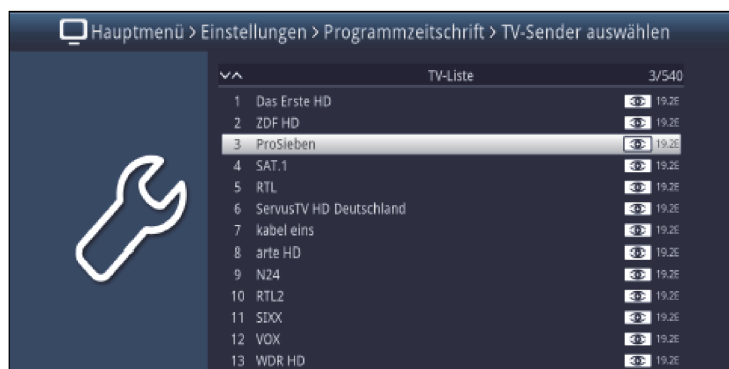 Hauptmenü > Einstellungen > Programmzeitschrift > TV-Sender auswählen
TV-Liste 3/540
1 Das Erste HD 19.2E
2 ZDF HD 19.2E
3 ProSieben 19.2E
4 SAT.1 19.2E
5 RTL 19.2E
6 ServusTV HD Deutschland 19.2E
7 kabel eins 19.2E
8 arte HD 19.2E
9 N24 19.2E
10 RTL2 19.2E
11 SIXX 19.2E
12 VOX 19.2E
13 WDR HD 19.2E